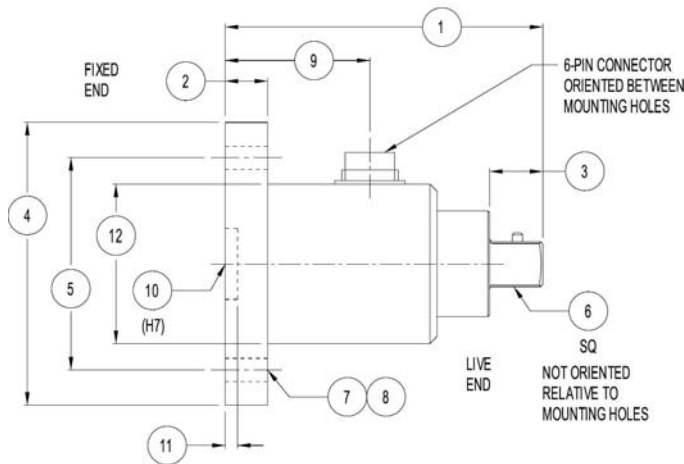 1
9
FIXED
END
2
6-PIN CONNECTOR
ORIENTED BETWEEN
MOUNTING HOLES
3
4
12
5
10
(H7)
6
SQ
LIVE
END
NOT ORIENTED
RELATIVE TO
MOUNTING HOLES
7 8
11